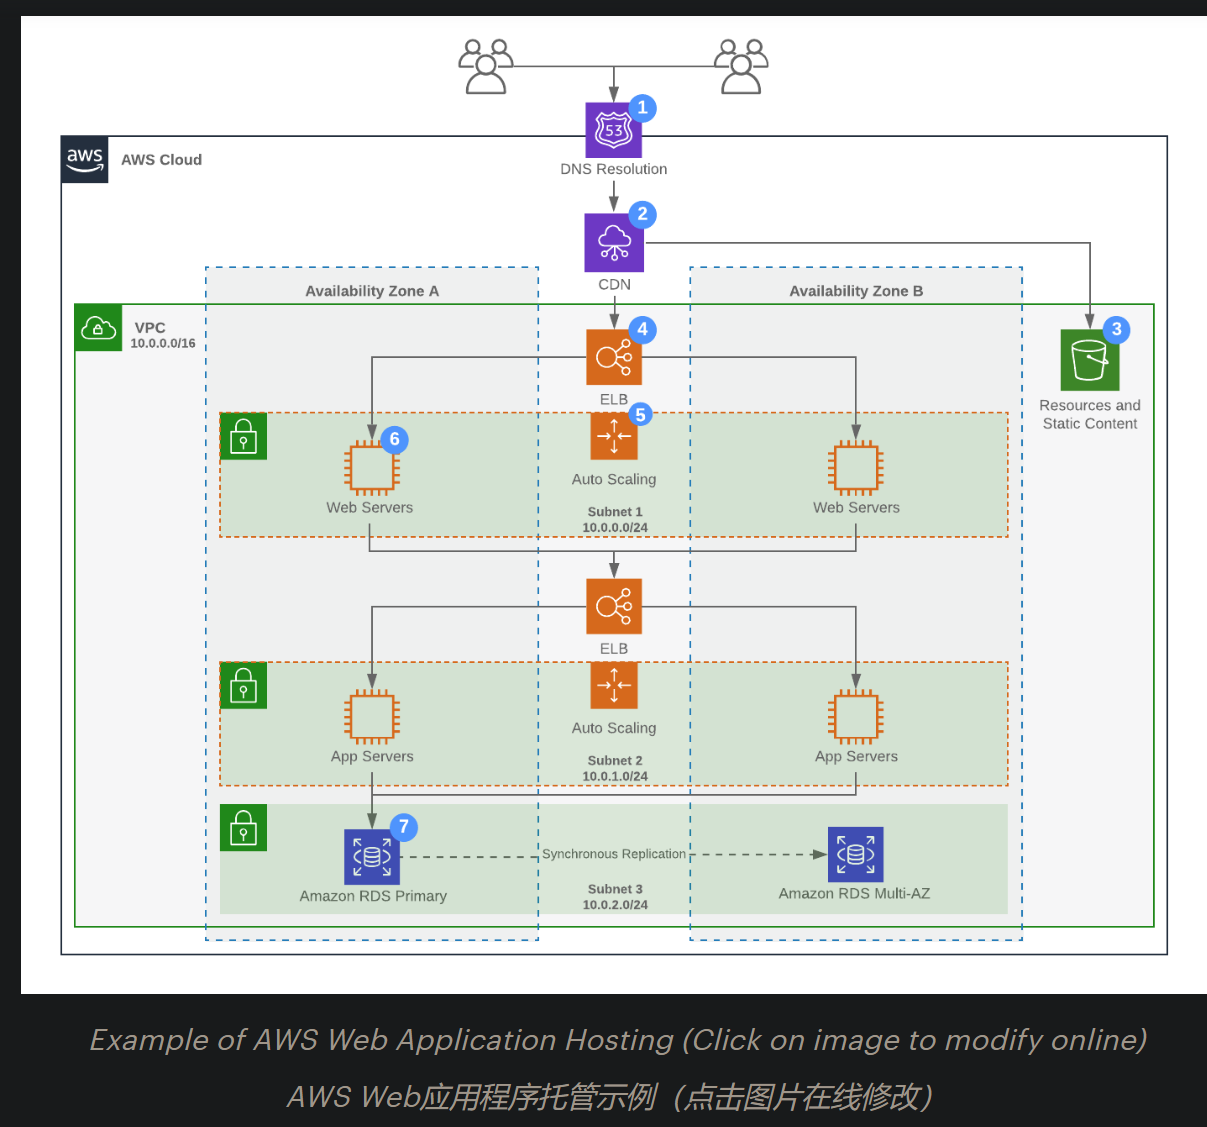 1
53
DNS Resolution
aws
AWS Cloud
2
CDN
Availability Zone A
Availability Zone B
VPC
10.0.0.0/16
4
3
ELB
Resources and
Static Content
5
6
Auto Scaling
Web Servers
Web Servers
Subnet 1
10.0.0.0/24
ELB
Auto Scaling
App Servers
App Servers
Subnet 2
10.0.1.0/24
7
Synchronous Replication
Amazon RDS Primary
Amazon RDS Multi-AZ
Subnet 3
10.0.2.0/24
Example of AWS Web Application Hosting (Click on image to modify online)
AWS Web应用程序托管示例（点击图片在线修改）